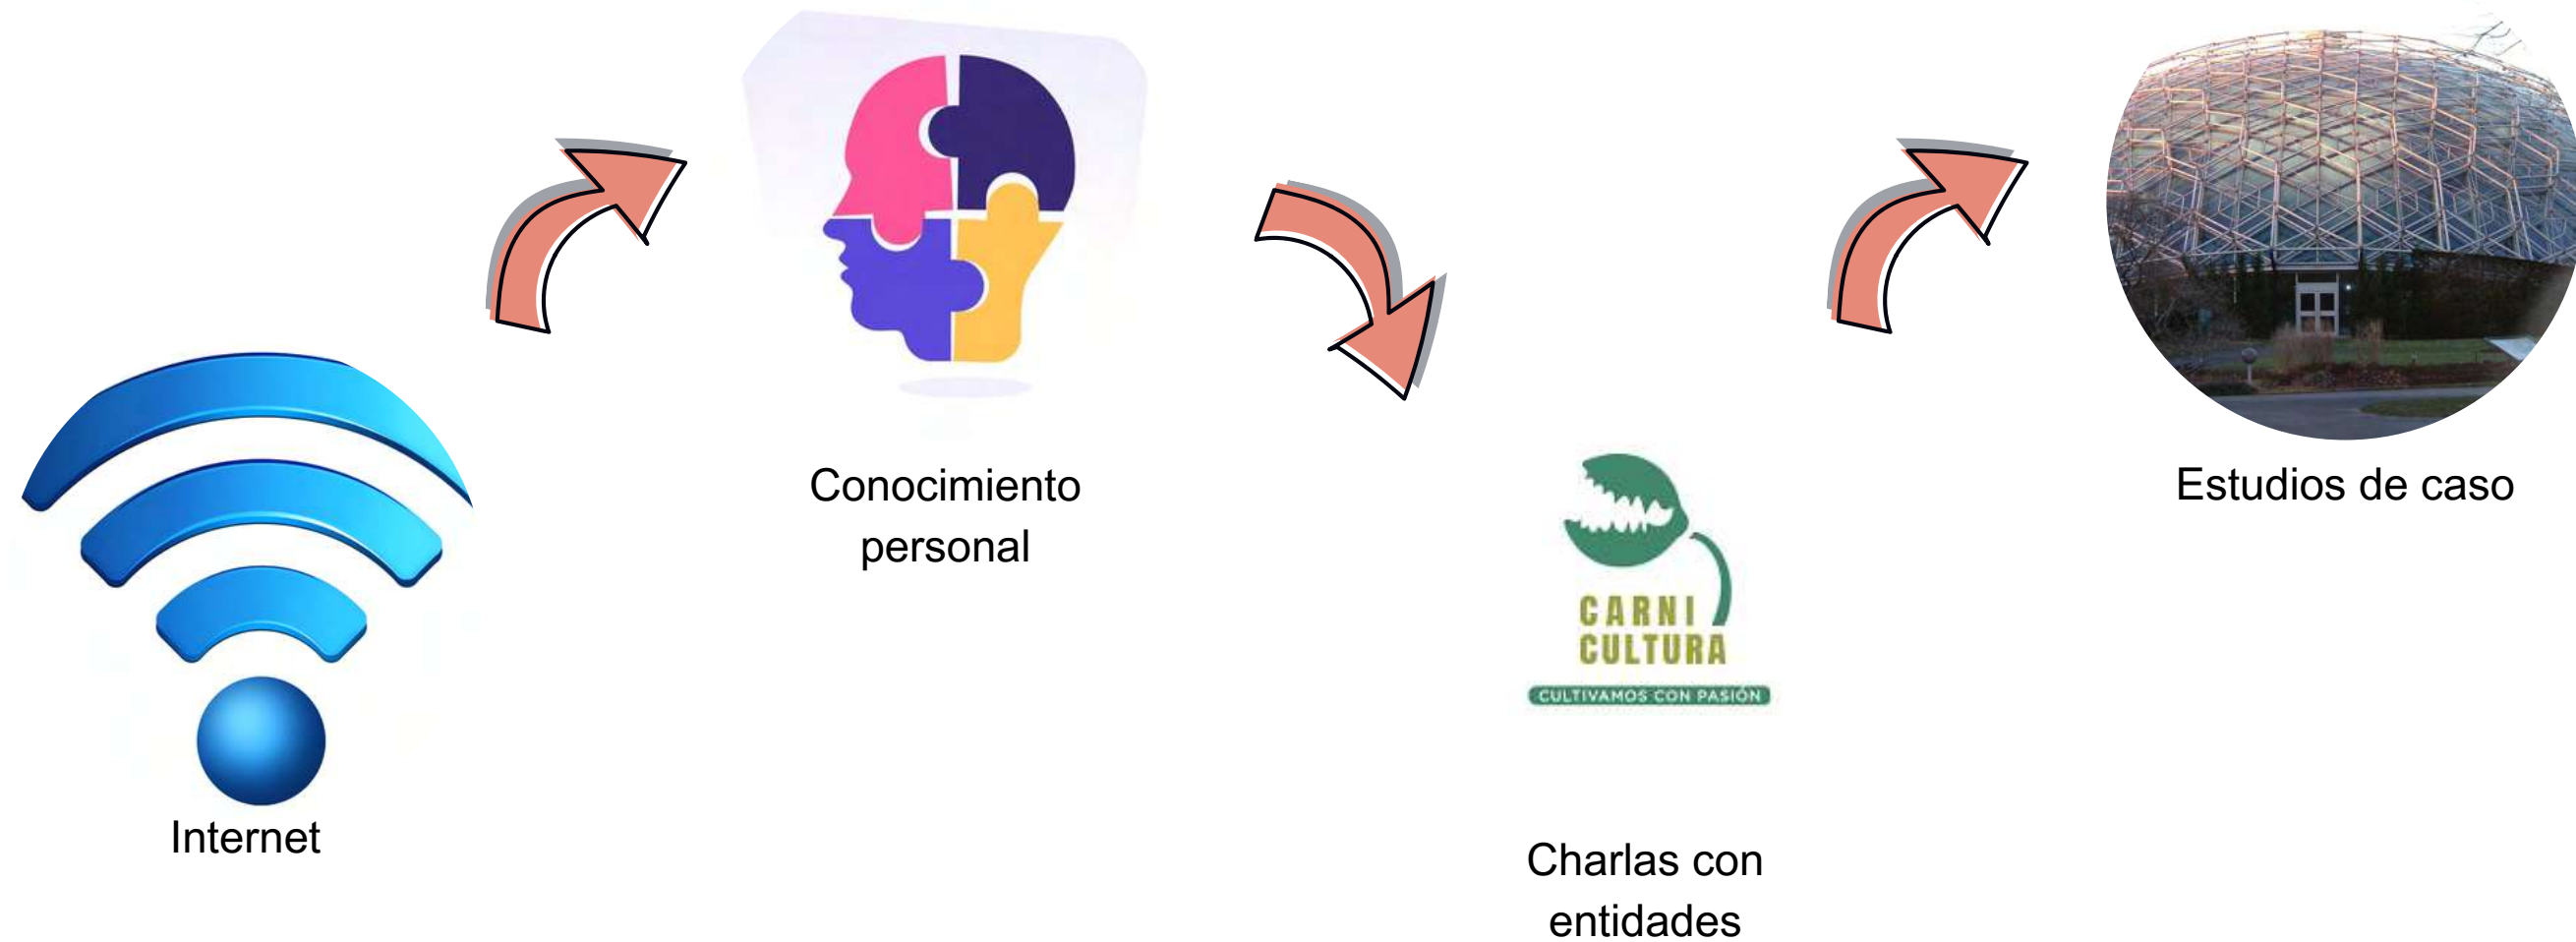 Internet
Conocimiento
personal
CARNI
CULTURA
CULTIVAMOS CON PASIÓN
Charlas con
entidades
Estudios de caso